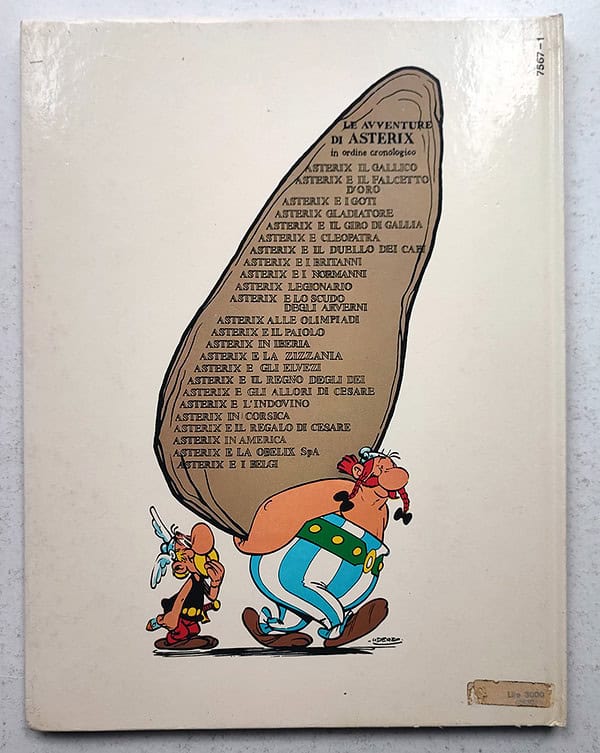 7567-1
LE AVVENTURE
DI ASTERIX
in ordine cronologico
ASTERIX IL GALLICO
ASTERIX E IL FALCETTO
D'ORO
ASTERIX E I GOTI
ASTERIX GLADIATORE
ASTERIX E IL GIRO DI GALLIA
ASTERIX E CLEOPATRA
ASTERIX E IL DUELLO DEI CAPI
ASTERIX E I BRITANNI
ASTERIX E I NORMANNI
ASTERIX LEGIONARIO
ASTERIX E LO SCUDO
DEGLI ARVERNI
ASTERIX ALLE OLIMPIADI
ASTERIX E IL PAIOLO
ASTERIX IN IBERIA
ASTERIX E LA ZIZZANIA
ASTERIX E GLI ELVEZI
ASTERIX E IL REGNO DEGLI DEI
ASTERIX E GLI ALLORI DI CESARE
ASTERIX E L'INDOVINO
ASTERIX IN CORSICA
ASTERIX E IL REGALO DI CESARE
ASTERIX IN AMERICA
ASTERIX E LA OBELIX SpA
ASTERIX E I BELGI
UDERZO
Lire 3000